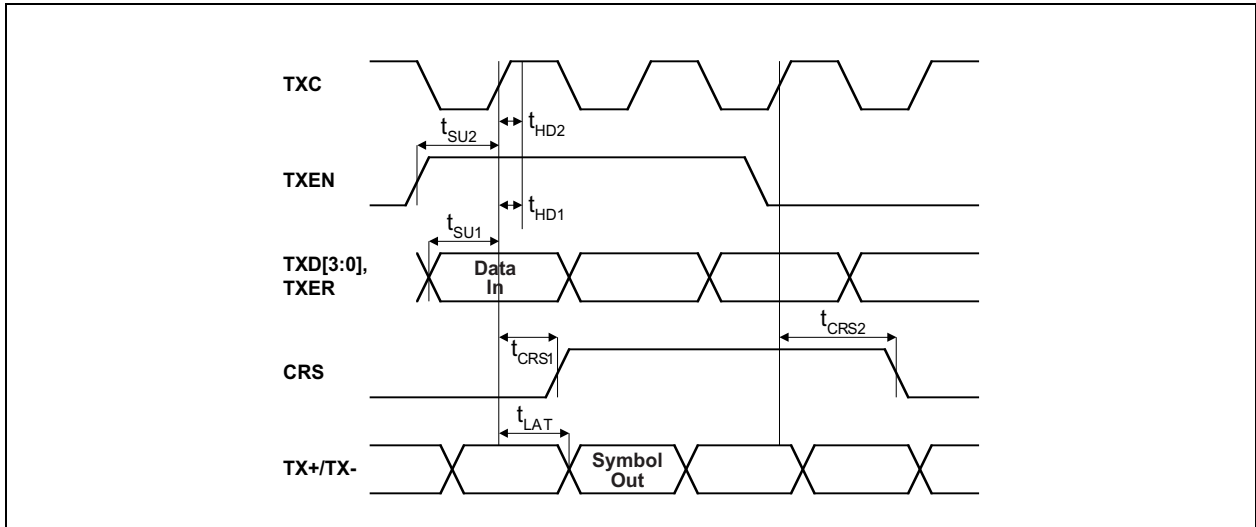 TXC
tHD2
tSU2
TXEN
tHD1
tSU1
TXD[3:0],
TXER
Data
In
tCRS2
tCRS1
CRS
tLAT
TX+/TX-
Symbol
Out